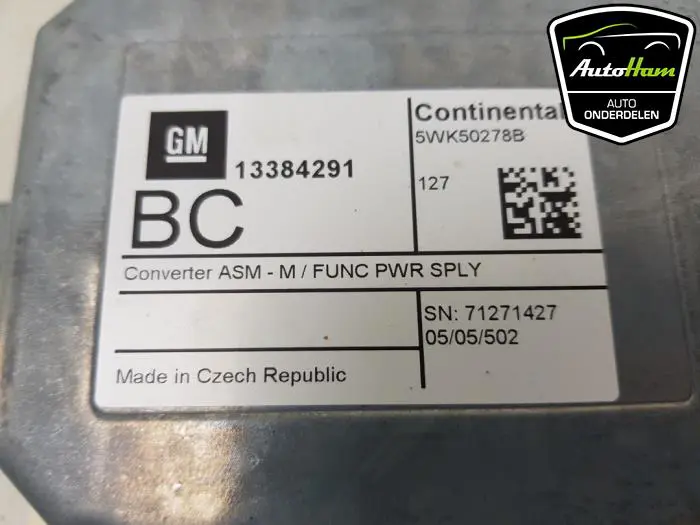 GM
13384291
BC
Continental
5WK50278B
127
Converter ASM - M / FUNC PWR SPLY
SN: 71271427
05/05/502
Made in Czech Republic
AutoHam
AUTO
ONDERDELEN